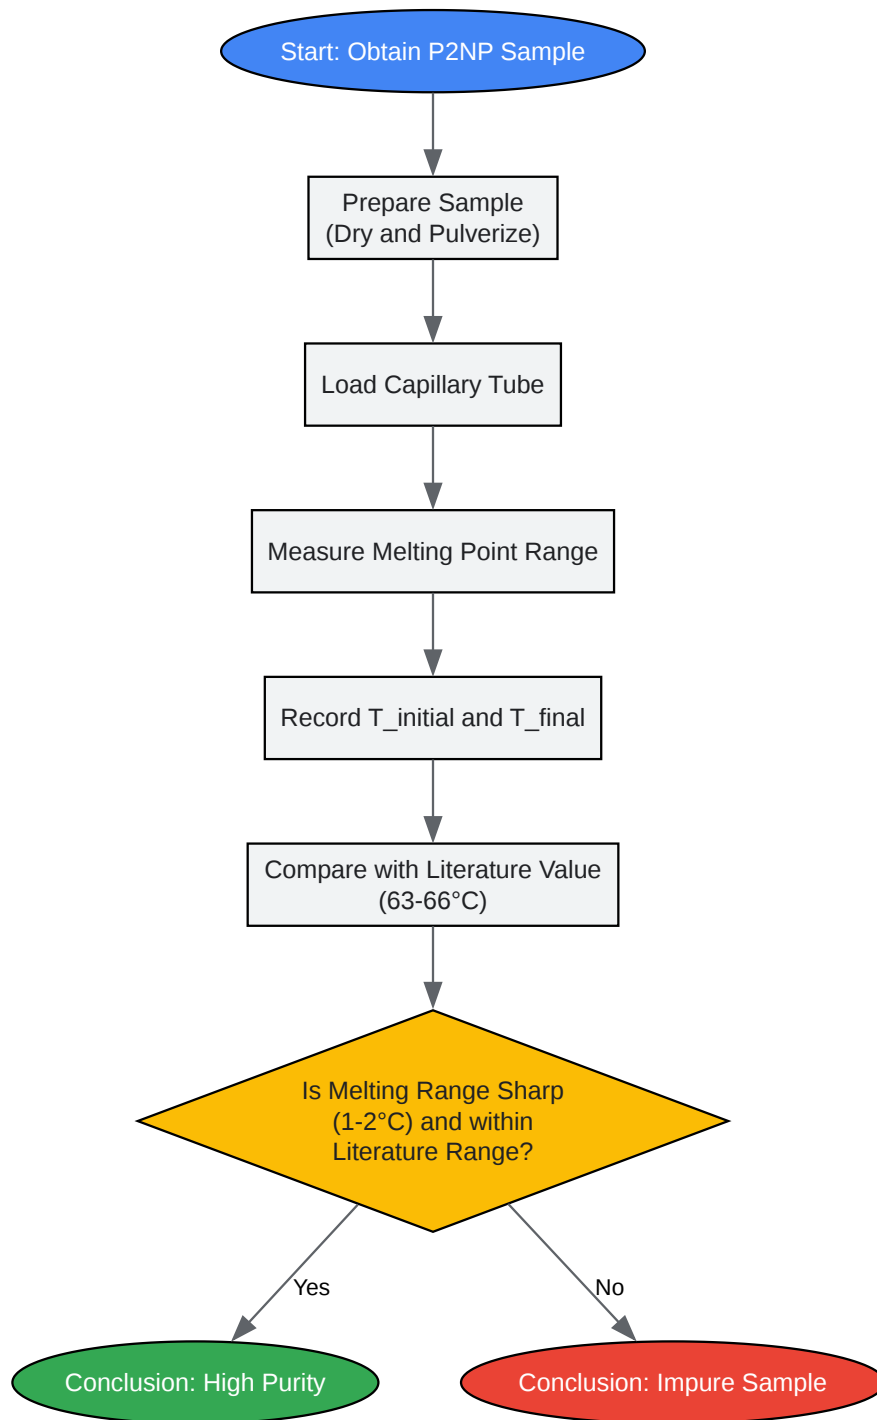 Start: Obtain P2NP Sample
Prepare Sample
(Dry and Pulverize)
Load Capillary Tube
Measure Melting Point Range
Record T_initial and T_final
Compare with Literature Value
(63-66°C)
Is Melting Range Sharp
(1-2°C) and within
Literature Range?
Yes
No
Conclusion: High Purity
Conclusion: Impure Sample